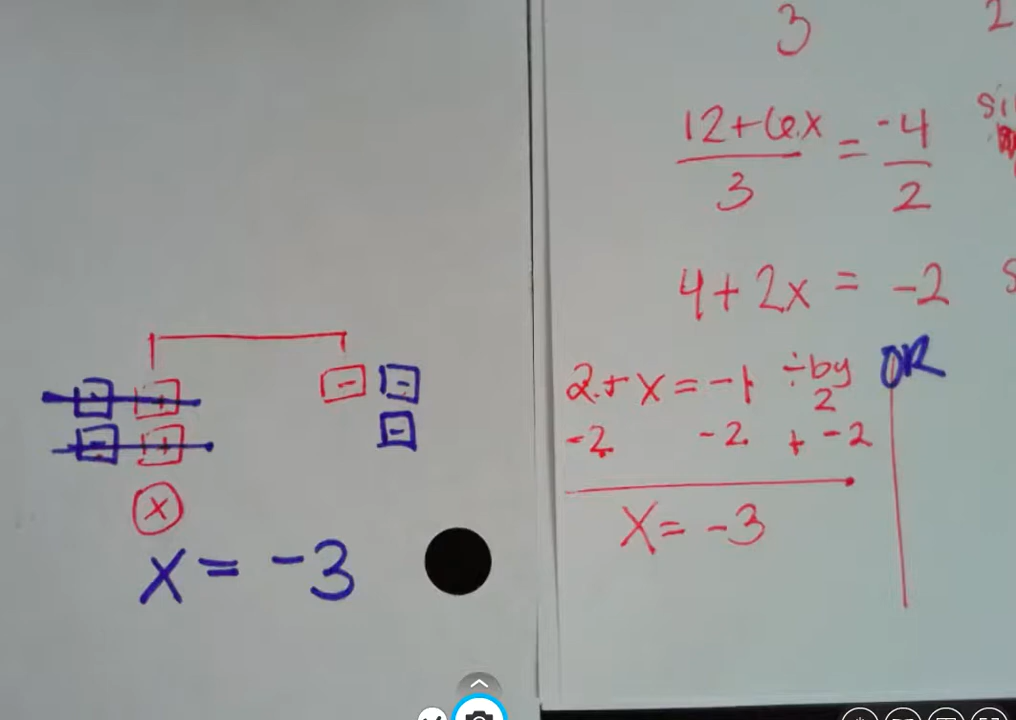 - + - -
- + -
x
x = -3
3 2
12+6x = -4
3 2
4+2x = -2
2+x = -1 ÷by 2
-2 -2 + -2
x = -3
OR